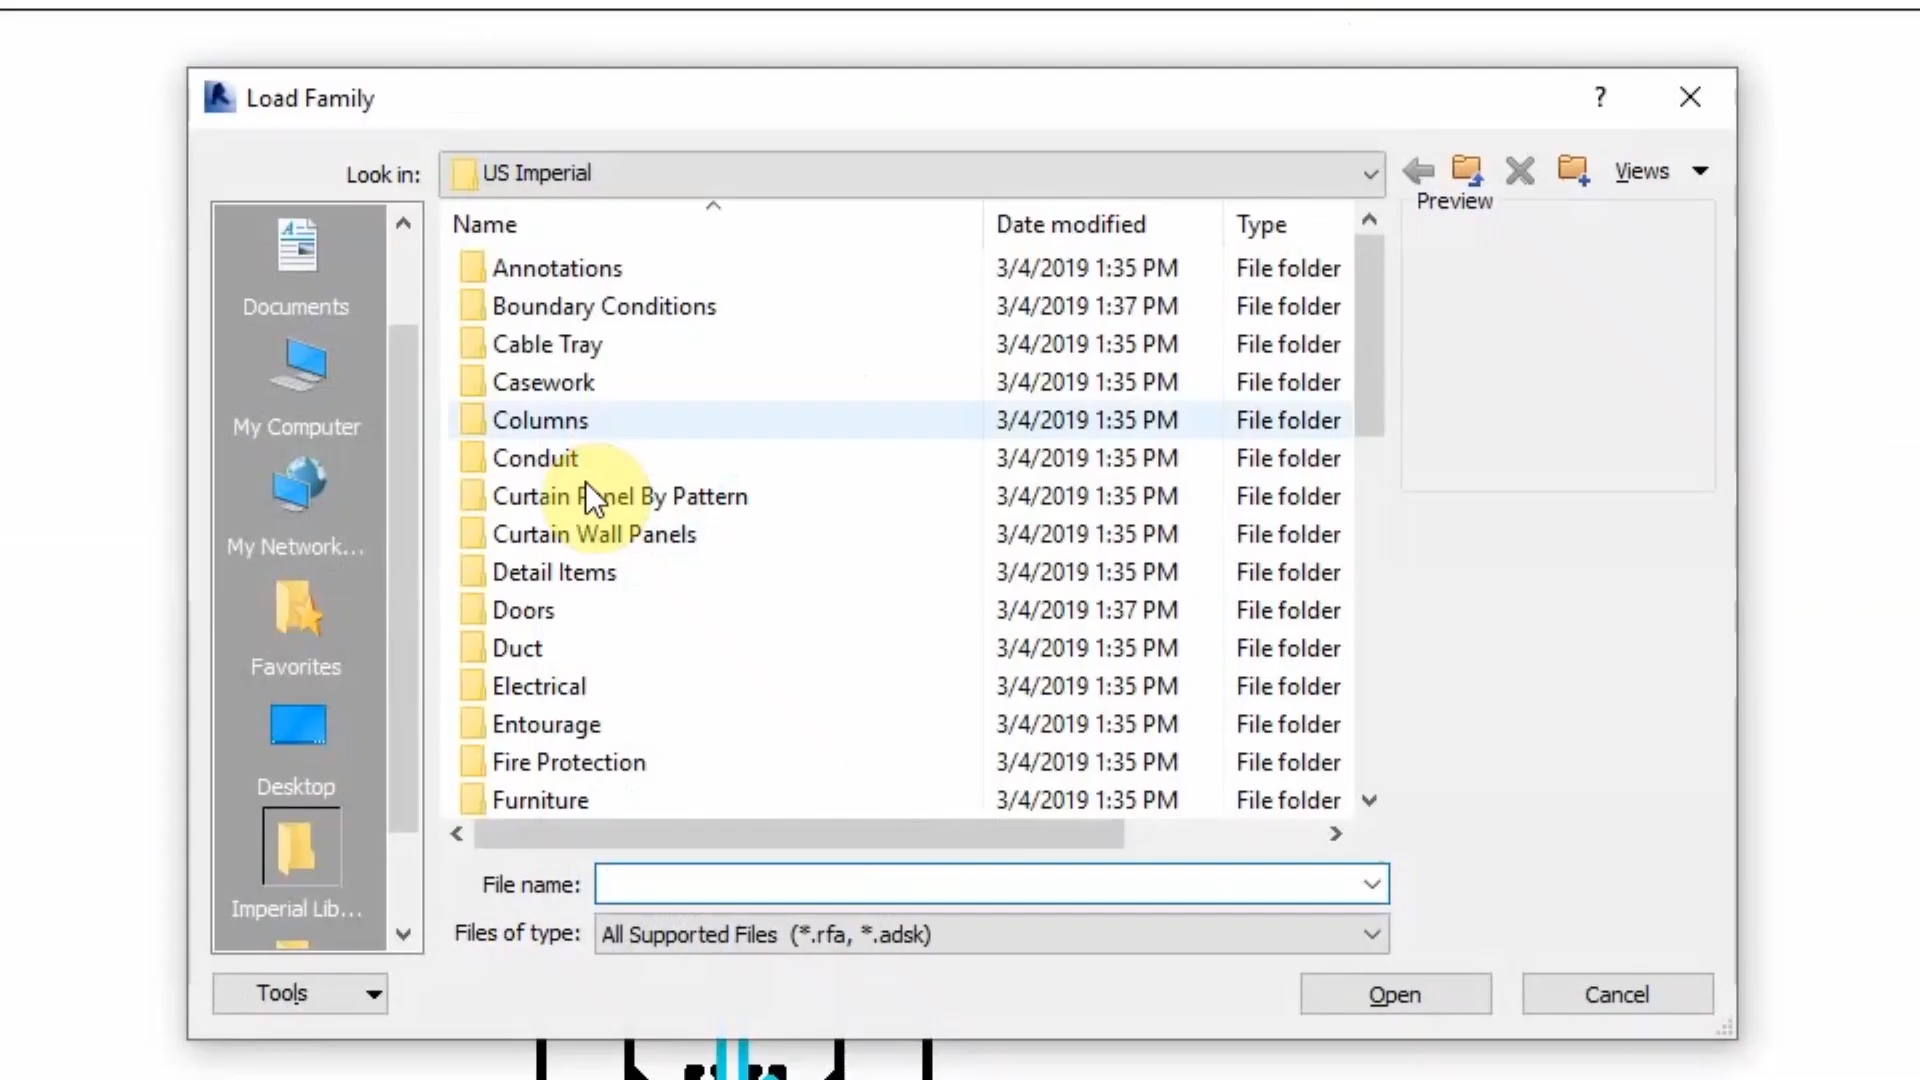 Load Family
?
Look in: US Imperial
Views
Preview
Name Date modified Type
Annotations 3/4/2019 1:35 PM File folder
Boundary Conditions 3/4/2019 1:37 PM File folder
Cable Tray 3/4/2019 1:35 PM File folder
Casework 3/4/2019 1:35 PM File folder
Columns 3/4/2019 1:35 PM File folder
Conduit 3/4/2019 1:35 PM File folder
Curtain Panel By Pattern 3/4/2019 1:35 PM File folder
Curtain Wall Panels 3/4/2019 1:35 PM File folder
Detail Items 3/4/2019 1:35 PM File folder
Doors 3/4/2019 1:37 PM File folder
Duct 3/4/2019 1:35 PM File folder
Electrical 3/4/2019 1:35 PM File folder
Entourage 3/4/2019 1:35 PM File folder
Fire Protection 3/4/2019 1:35 PM File folder
Furniture 3/4/2019 1:35 PM File folder
Documents
My Computer
My Network...
Favorites
Desktop
Imperial Lib...
File name:
Files of type: All Supported Files (*.rfa, *.adsk)
Tools
Open
Cancel